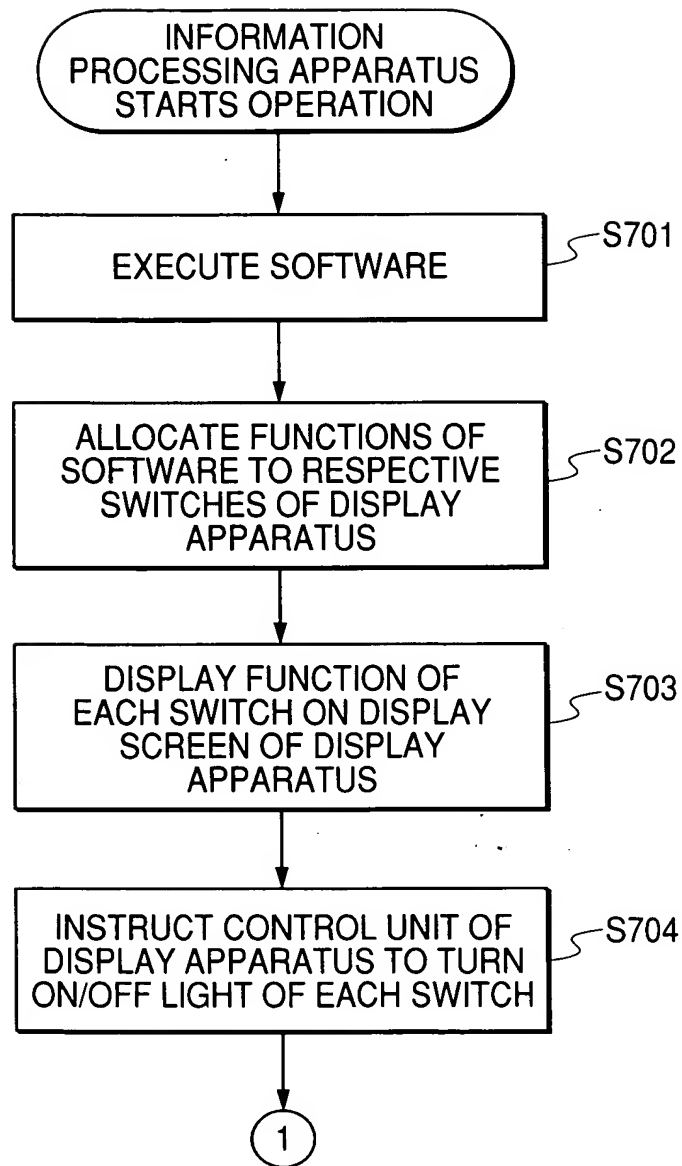 INFORMATION
PROCESSING APPARATUS
STARTS OPERATION
EXECUTE SOFTWARE
S701
ALLOCATE FUNCTIONS OF
SOFTWARE TO RESPECTIVE
SWITCHES OF DISPLAY
APPARATUS
S702
DISPLAY FUNCTION OF
EACH SWITCH ON DISPLAY
SCREEN OF DISPLAY
APPARATUS
S703
INSTRUCT CONTROL UNIT OF
DISPLAY APPARATUS TO TURN
ON/OFF LIGHT OF EACH SWITCH
S704
1